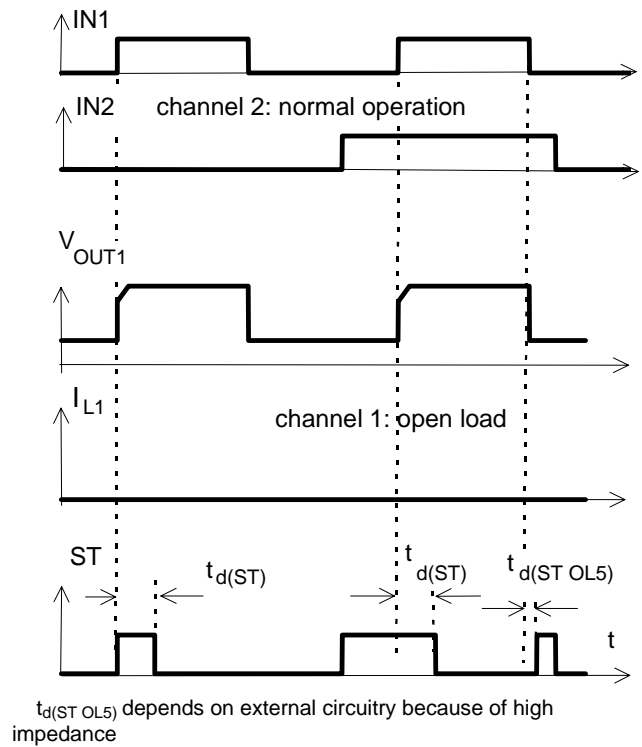 IN1
IN2 channel 2: normal operation
VOUT1
IL1
channel 1: open load
ST
td(ST)
td(ST)
td(ST OL5)
t
td(ST OL5) depends on external circuitry because of high
impedance